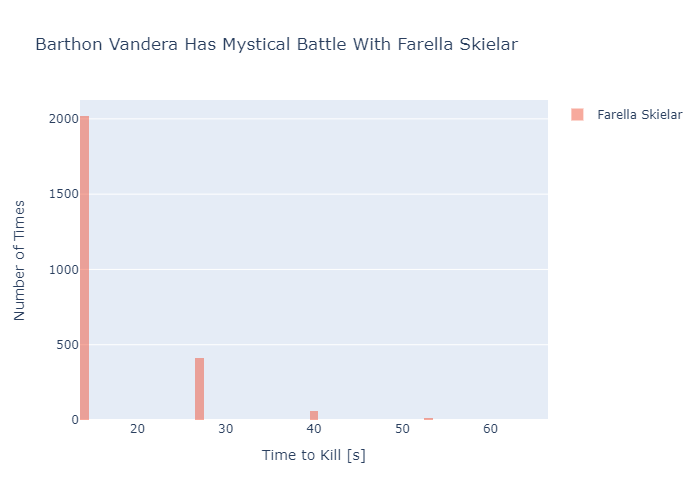 Barthon Vandera Has Mystical Battle With Farella Skielar
Farella Skielar
2000
1500
1000
500
0
20 30 40 50 60
Time to Kill [s]
Number of Times